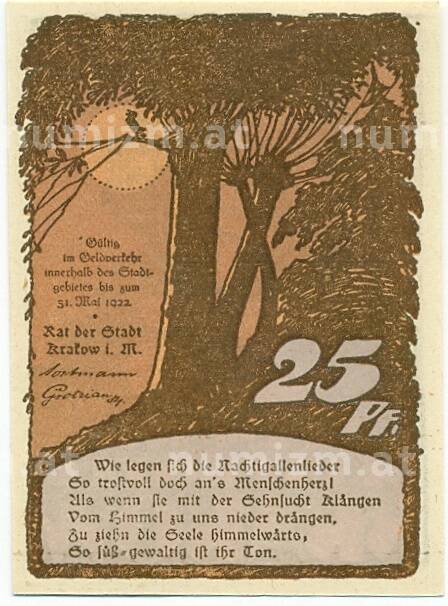 numizm.at
Gültig
im Geldverkehr
innerhalb des Stadt-
gebietes bis zum
31. Mai 1922
Rat der Stadt
Krakow i. M.
25
Pf.
Wie legen sich die Nachtigallenlieder
So trostvoll doch an's Menschenherz!
Als wenn sie mit der Sehnsucht Klängen
Vom Himmel zu uns nieder drängen,
Zu ziehn die Seele himmelwärts,
So süß-gewaltig ist ihr Ton.